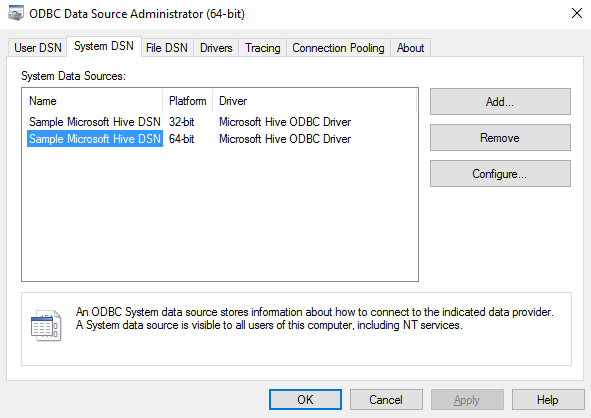 ODBC Data Source Administrator (64-bit)
User DSN System DSN File DSN Drivers Tracing Connection Pooling About
System Data Sources:
Name Platform Driver
Sample Microsoft Hive DSN 32-bit Microsoft Hive ODBC Driver
Sample Microsoft Hive DSN 64-bit Microsoft Hive ODBC Driver
Add...
Remove
Configure...
An ODBC System data source stores information about how to connect to the indicated data provider.
A System data source is visible to all users of this computer, including NT services.
OK Cancel Apply Help